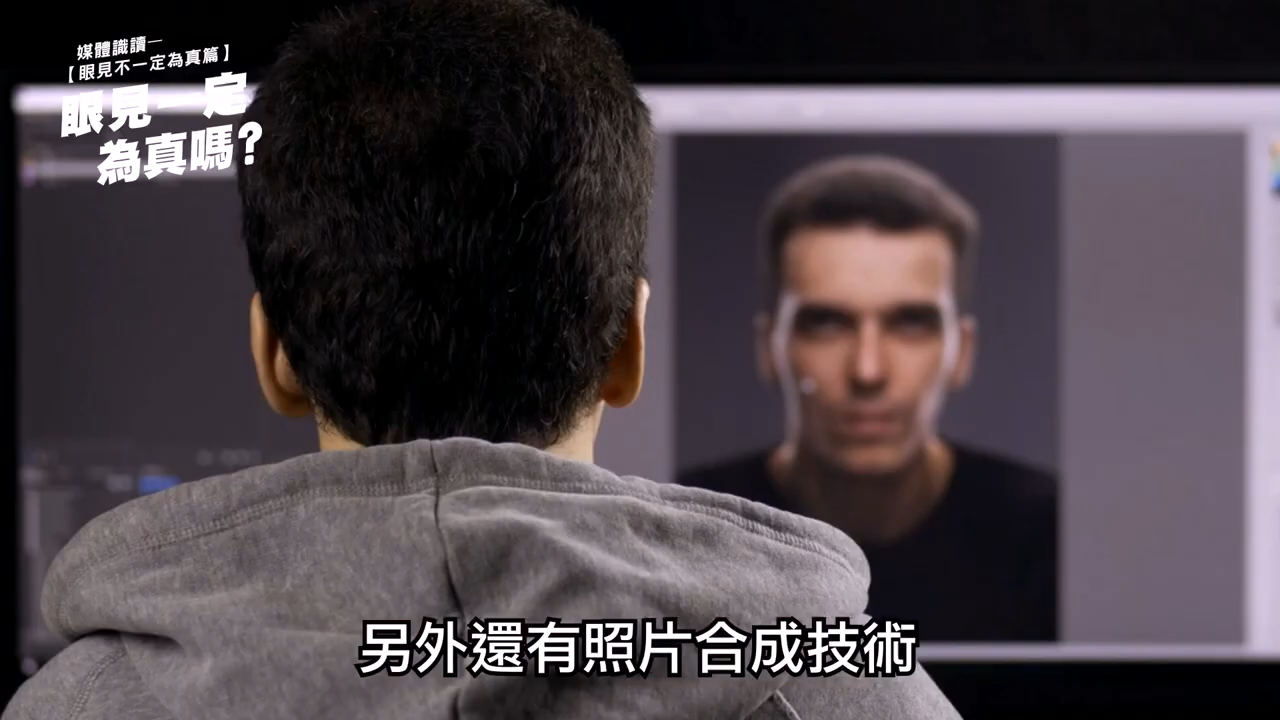 媒體識讀—
【眼見不一定為真篇】
眼見一定
為真嗎?
另外還有照片合成技術